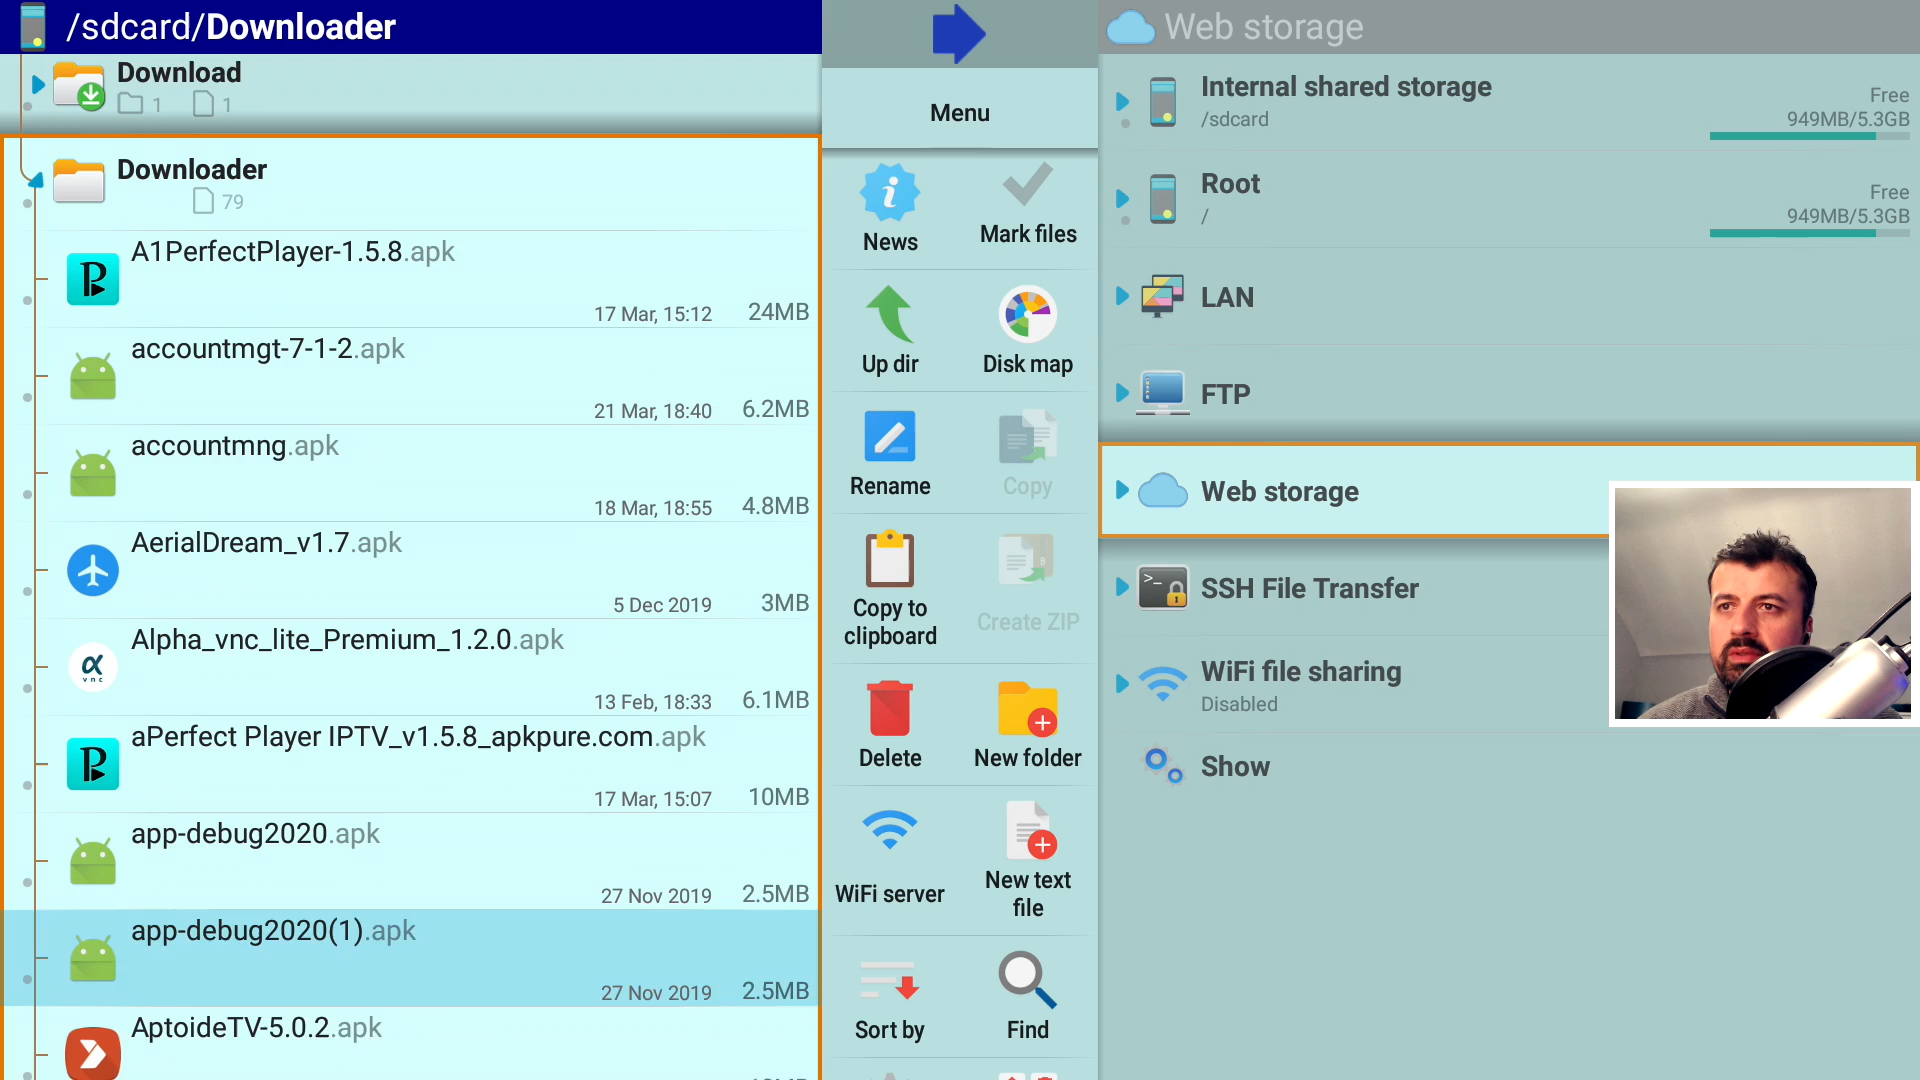 /sdcard/Downloader
Download
1 1
Downloader
79
A1PerfectPlayer-1.5.8.apk
17 Mar, 15:12 24MB
accountmgt-7-1-2.apk
21 Mar, 18:40 6.2MB
accountmng.apk
18 Mar, 18:55 4.8MB
AerialDream_v1.7.apk
5 Dec 2019 3MB
Alpha_vnc_lite_Premium_1.2.0.apk
α
vnc
13 Feb, 18:33 6.1MB
aPerfect Player IPTV_v1.5.8_apkpure.com.apk
17 Mar, 15:07 10MB
app-debug2020.apk
27 Nov 2019 2.5MB
app-debug2020(1).apk
27 Nov 2019 2.5MB
AptoideTV-5.0.2.apk
Menu
News Mark files
Up dir Disk map
Rename Copy
Copy to
clipboard
Create ZIP
Delete New folder
WiFi server
New text
file
Sort by Find
Web storage
Internal shared storage
/sdcard
Free
949MB/5.3GB
Root
/
Free
949MB/5.3GB
LAN
FTP
Web storage
SSH File Transfer
WiFi file sharing
Disabled
Show